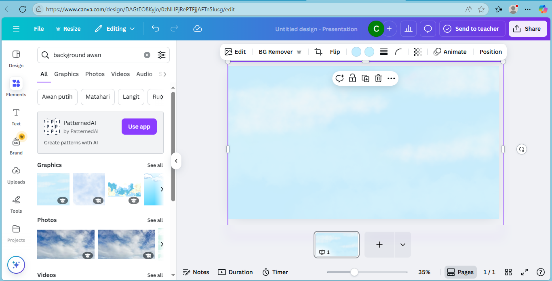 https://www.canva.com/design/
File
Resize
Editing
Untitled design - Presentation
C
+
Send to teacher
Share
Design
Elements
Text
Brand
Uploads
Tools
Projects
background awan
All
Graphics
Photos
Videos
Audio
Awan putih
Matahari
Langit
PatternedAI
by PatternedAI
Use app
Create patterns with AI
Graphics
See all
Photos
See all
Videos
See all
Edit
BG Remover
Flip
Animate
Position
1
+
Notes
Duration
Timer
35%
Pages
1 / 1